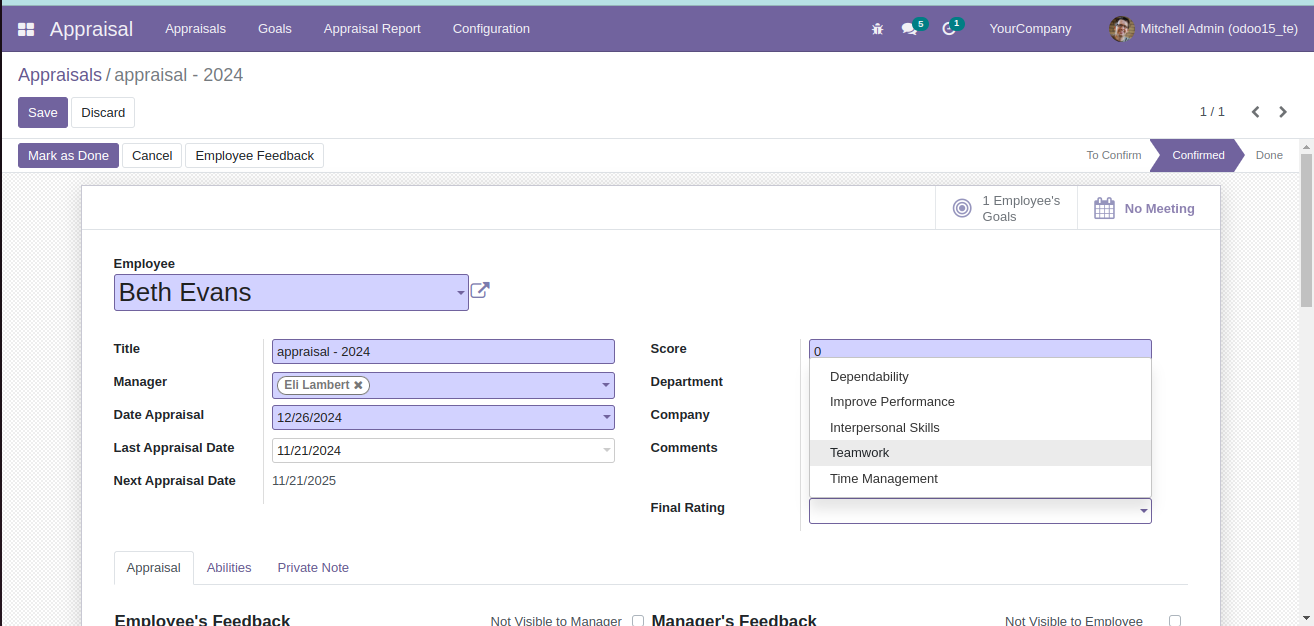 Appraisal Appraisals Goals Appraisal Report Configuration 5 1 YourCompany Mitchell Admin (odoo15_te)
Appraisals / appraisal - 2024
Save Discard 1 / 1
Mark as Done Cancel Employee Feedback To Confirm Confirmed Done
1 Employee's
Goals
No Meeting
Employee
Beth Evans
Title appraisal - 2024
Manager Eli Lambert ✖
Date Appraisal 12/26/2024
Last Appraisal Date 11/21/2024
Next Appraisal Date 11/21/2025
Score 0
Department
Company
Comments
Dependability
Improve Performance
Interpersonal Skills
Teamwork
Time Management
Final Rating
Appraisal Abilities Private Note
Employee's Feedback Not Visible to Manager Manager's Feedback Not Visible to Employee